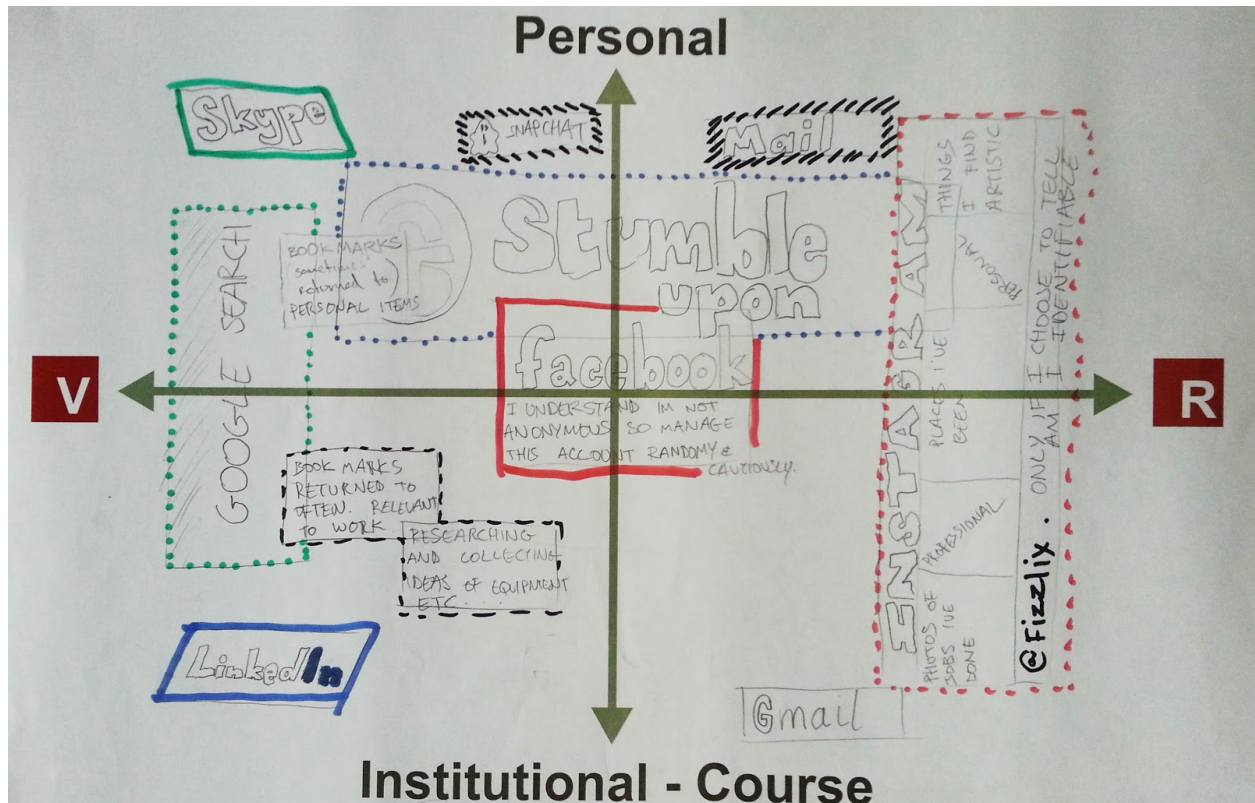 Personal
Skype
SNAPCHAT
Mail
Stumble
upon
BOOKMARKS
sometimes
returned to
PERSONAL ITEMS
GOOGLE SEARCH
facebook
I UNDERSTAND IM NOT
ANONYMOUS SO MANAGE
THIS ACCOUNT RANDOMY &
CAUTIOUSLY.
V
R
BOOK MARKS
RETURNED TO
OFTEN. RELEVANT
TO WORK
RESEARCHING
AND COLLECTING
IDEAS OF EQUIPMENT
ETC....
LinkedIn
Gmail
INSTAGRAM
THINGS
I FIND
ARTISTIC
PERSONAL
PLACES I'VE
BEEN
PROFESSIONAL
PHOTOS OF
JOBS IVE
DONE
@Fizzlix. ONLY IF I CHOOSE TO TELL
AM I IDENTIFIABLE
Institutional - Course